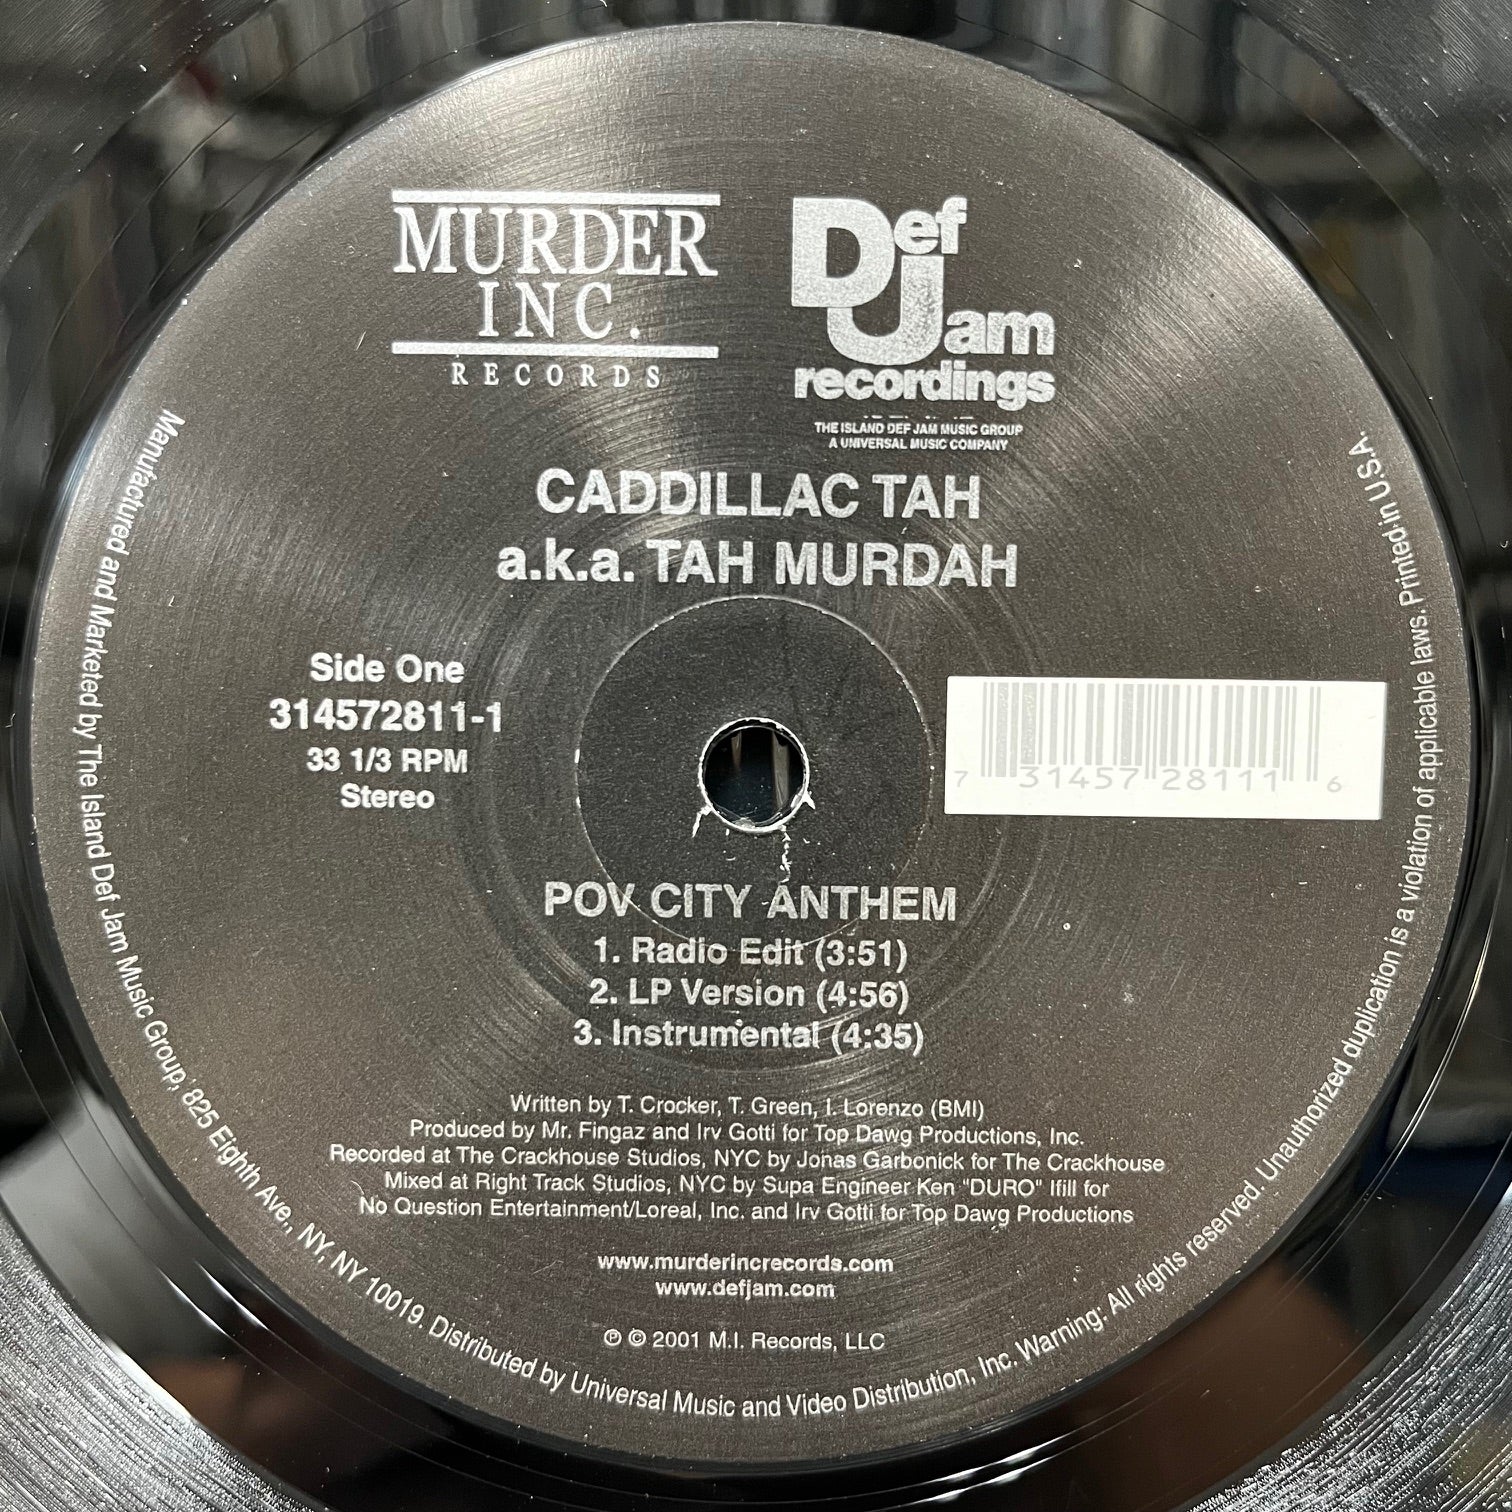 MURDER
INC.
RECORDS
Def
Jam
recordings
THE ISLAND DEF JAM MUSIC GROUP
A UNIVERSAL MUSIC COMPANY
CADDILLAC TAH
a.k.a. TAH MURDAH
Side One
314572811-1
33 1/3 RPM
Stereo
7 31457 28111 6
POV CITY ANTHEM
1. Radio Edit (3:51)
2. LP Version (4:56)
3. Instrumental (4:35)
Written by T. Crocker, T. Green, I. Lorenzo (BMI)
Produced by Mr. Fingaz and Irv Gotti for Top Dawg Productions, Inc.
Recorded at The Crackhouse Studios, NYC by Jonas Garbonick for The Crackhouse
Mixed at Right Track Studios, NYC by Supa Engineer Ken "DURO" Ifill for
No Question Entertainment/Loreal, Inc. and Irv Gotti for Top Dawg Productions
www.murderincrecords.com
www.defjam.com
℗ © 2001 M.I. Records, LLC
Manufactured and Marketed by The Island Def Jam Music Group, 825 Eighth Ave., NY, NY 10019. Distributed by Universal Music and Video Distribution, Inc. Warning: All rights reserved. Unauthorized duplication is a violation of applicable laws. Printed in U.S.A.